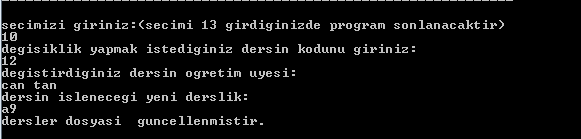 secimizi giriniz:(secimi 13 girdiginizde program sonlanacaktir)
10
degisiklik yapmak istediginiz dersin kodunu giriniz:
12
degistirdiginiz dersin ogretim uyesi:
can tan
dersin islenecegi yeni derslik:
a9
dersler dosyasi  guncellenmistir.